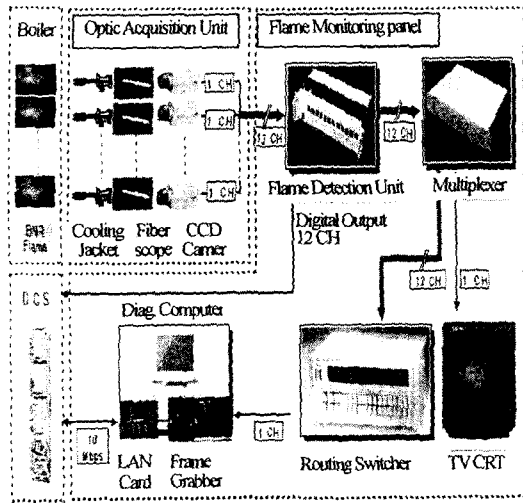 Boiler
Optic Acquisition Unit
Flame Monitoring panel
1 CH
1 CH
1 CH
12 CH
12 CH
Flame Detection Unit
Multiplexer
Flame
Cooling Jacket
Fiber scope
CCD Camer
Digital Output
12 CH
12 CH
1 CH
DCS
Diag. Computer
1 CH
10 Mbps
LAN Card
Frame Grabber
Routing Switcher
TV CRT